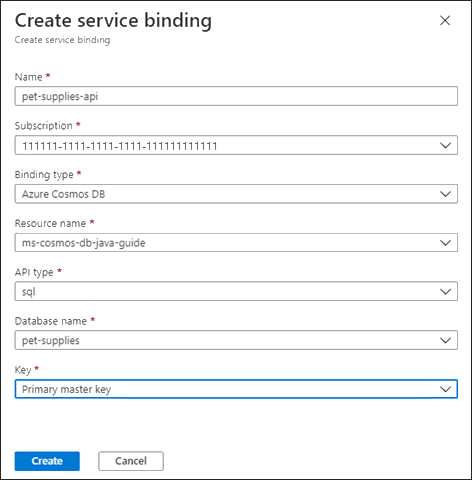 Create service binding
Create service binding
Name *
pet-supplies-api
Subscription *
111111-1111-1111-1111-111111111111
Binding type *
Azure Cosmos DB
Resource name *
ms-cosmos-db-java-guide
API type *
sql
Database name *
pet-supplies
Key *
Primary master key
Create
Cancel